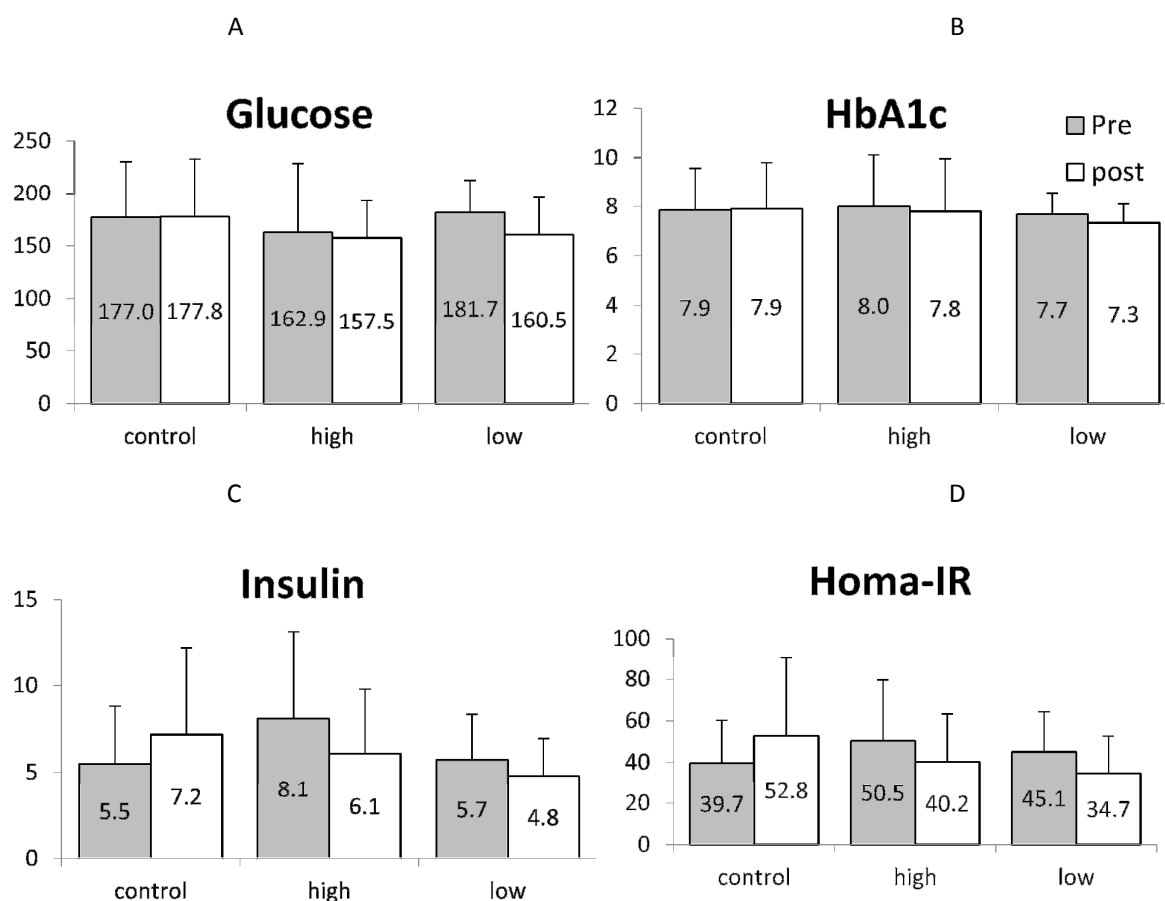 A
B
Glucose
250
200
150
100
50
0
177.0 177.8 162.9 157.5 181.7 160.5
control high low
HbA1c
12
10
8
6
4
2
0
Pre
post
7.9 7.9 8.0 7.8 7.7 7.3
control high low
C
D
Insulin
15
10
5
0
5.5 7.2 8.1 6.1 5.7 4.8
control high low
Homa-IR
100
80
60
40
20
0
39.7 52.8 50.5 40.2 45.1 34.7
control high low